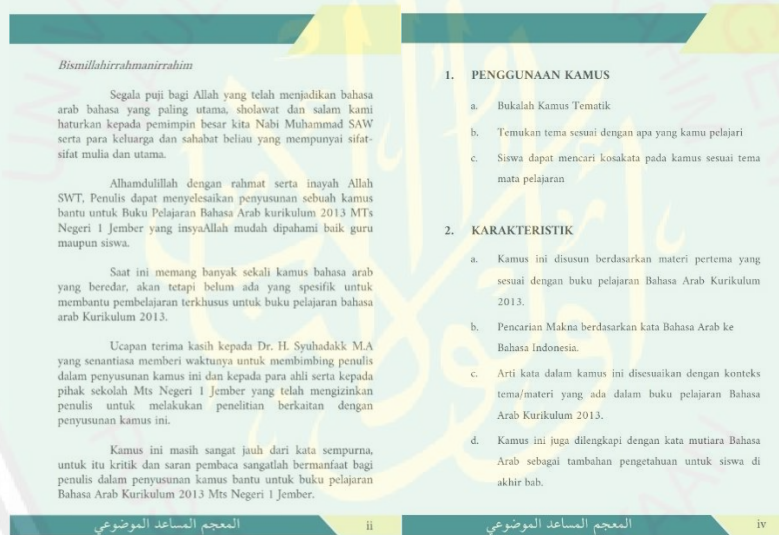 Bismillahirrahmanirrahim
Segala puji bagi Allah yang telah menjadikan bahasa
arab bahasa yang paling utama, sholawat dan salam kami
haturkan kepada pemimpin besar kita Nabi Muhammad SAW
serta para keluarga dan sahabat beliau yang mempunyai sifat-
sifat mulia dan utama.
Alhamdulillah dengan rahmat serta inayah Allah
SWT, Penulis dapat menyelesaikan penyusunan sebuah kamus
bantu untuk Buku Pelajaran Bahasa Arab kurikulum 2013 MTs
Negeri 1 Jember yang insyaAllah mudah dipahami baik guru
maupun siswa.
Saat ini memang banyak sekali kamus bahasa arab
yang beredar, akan tetapi belum ada yang spesifik untuk
membantu pembelajaran terkhusus untuk buku pelajaran bahasa
arab Kurikulum 2013.
Ucapan terima kasih kepada Dr. H. Syuhadakk M.A
yang senantiasa memberi waktunya untuk membimbing penulis
dalam penyusunan kamus ini dan kepada para ahli serta kepada
pihak sekolah Mts Negeri 1 Jember yang telah mengizinkan
penulis untuk melakukan penelitian berkaitan dengan
penyusunan kamus ini.
Kamus ini masih sangat jauh dari kata sempurna,
untuk itu kritik dan saran pembaca sangatlah bermanfaat bagi
penulis dalam penyusunan kamus bantu untuk buku pelajaran
Bahasa Arab Kurikulum 2013 Mts Negeri 1 Jember.
المعجم المساعد الموضوعي ii
1. PENGGUNAAN KAMUS
a. Bukalah Kamus Tematik
b. Temukan tema sesuai dengan apa yang kamu pelajari
c. Siswa dapat mencari kosakata pada kamus sesuai tema
mata pelajaran
2. KARAKTERISTIK
a. Kamus ini disusun berdasarkan materi pertema yang
sesuai dengan buku pelajaran Bahasa Arab Kurikulum
2013.
b. Pencarian Makna berdasarkan kata Bahasa Arab ke
Bahasa Indonesia.
c. Arti kata dalam kamus ini disesuaikan dengan konteks
tema/materi yang ada dalam buku pelajaran Bahasa
Arab Kurikulum 2013.
d. Kamus ini juga dilengkapi dengan kata mutiara Bahasa
Arab sebagai tambahan pengetahuan untuk siswa di
akhir bab.
المعجم المساعد الموضوعي iv